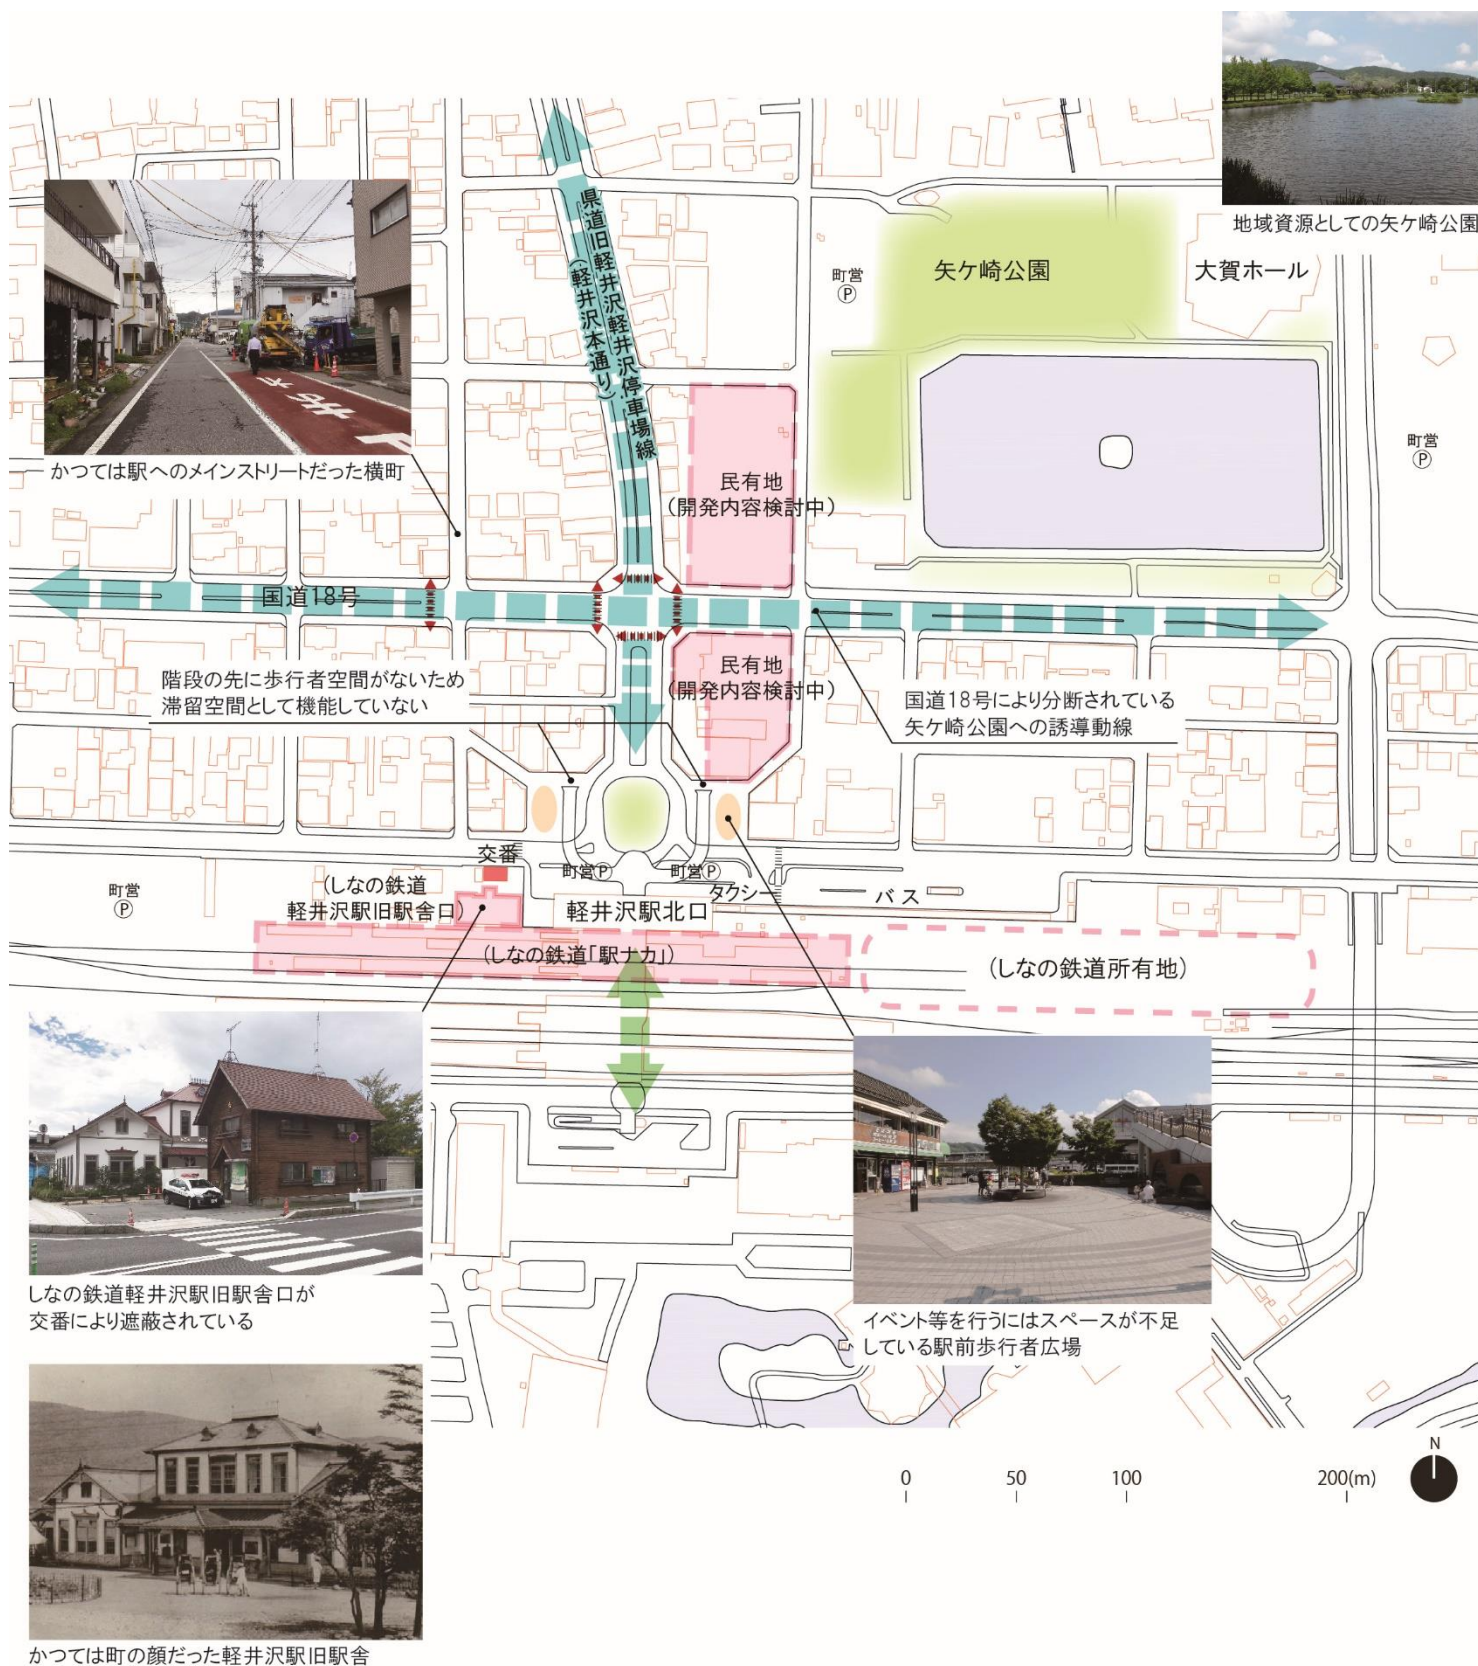 地域資源としての矢ケ崎公園
県道旧軽井沢軽井沢停車場線
(軽井沢本通り)
町営
Ⓟ
矢ケ崎公園
大賀ホール
かつては駅へのメインストリートだった横町
民有地
(開発内容検討中)
町営
Ⓟ
国道18号
階段の先に歩行者空間がないため
滞留空間として機能していない
民有地
(開発内容検討中)
国道18号により分断されている
矢ケ崎公園への誘導動線
交番
町営Ⓟ
町営Ⓟ
タクシー
バス
町営
Ⓟ
(しなの鉄道
軽井沢駅旧駅舎口)
軽井沢駅北口
(しなの鉄道「駅ナカ」)
(しなの鉄道所有地)
しなの鉄道軽井沢駅旧駅舎口が
交番により遮蔽されている
イベント等を行うにはスペースが不足
している駅前歩行者広場
N
0 50 100 200(m)
かつては町の顔だった軽井沢駅旧駅舎